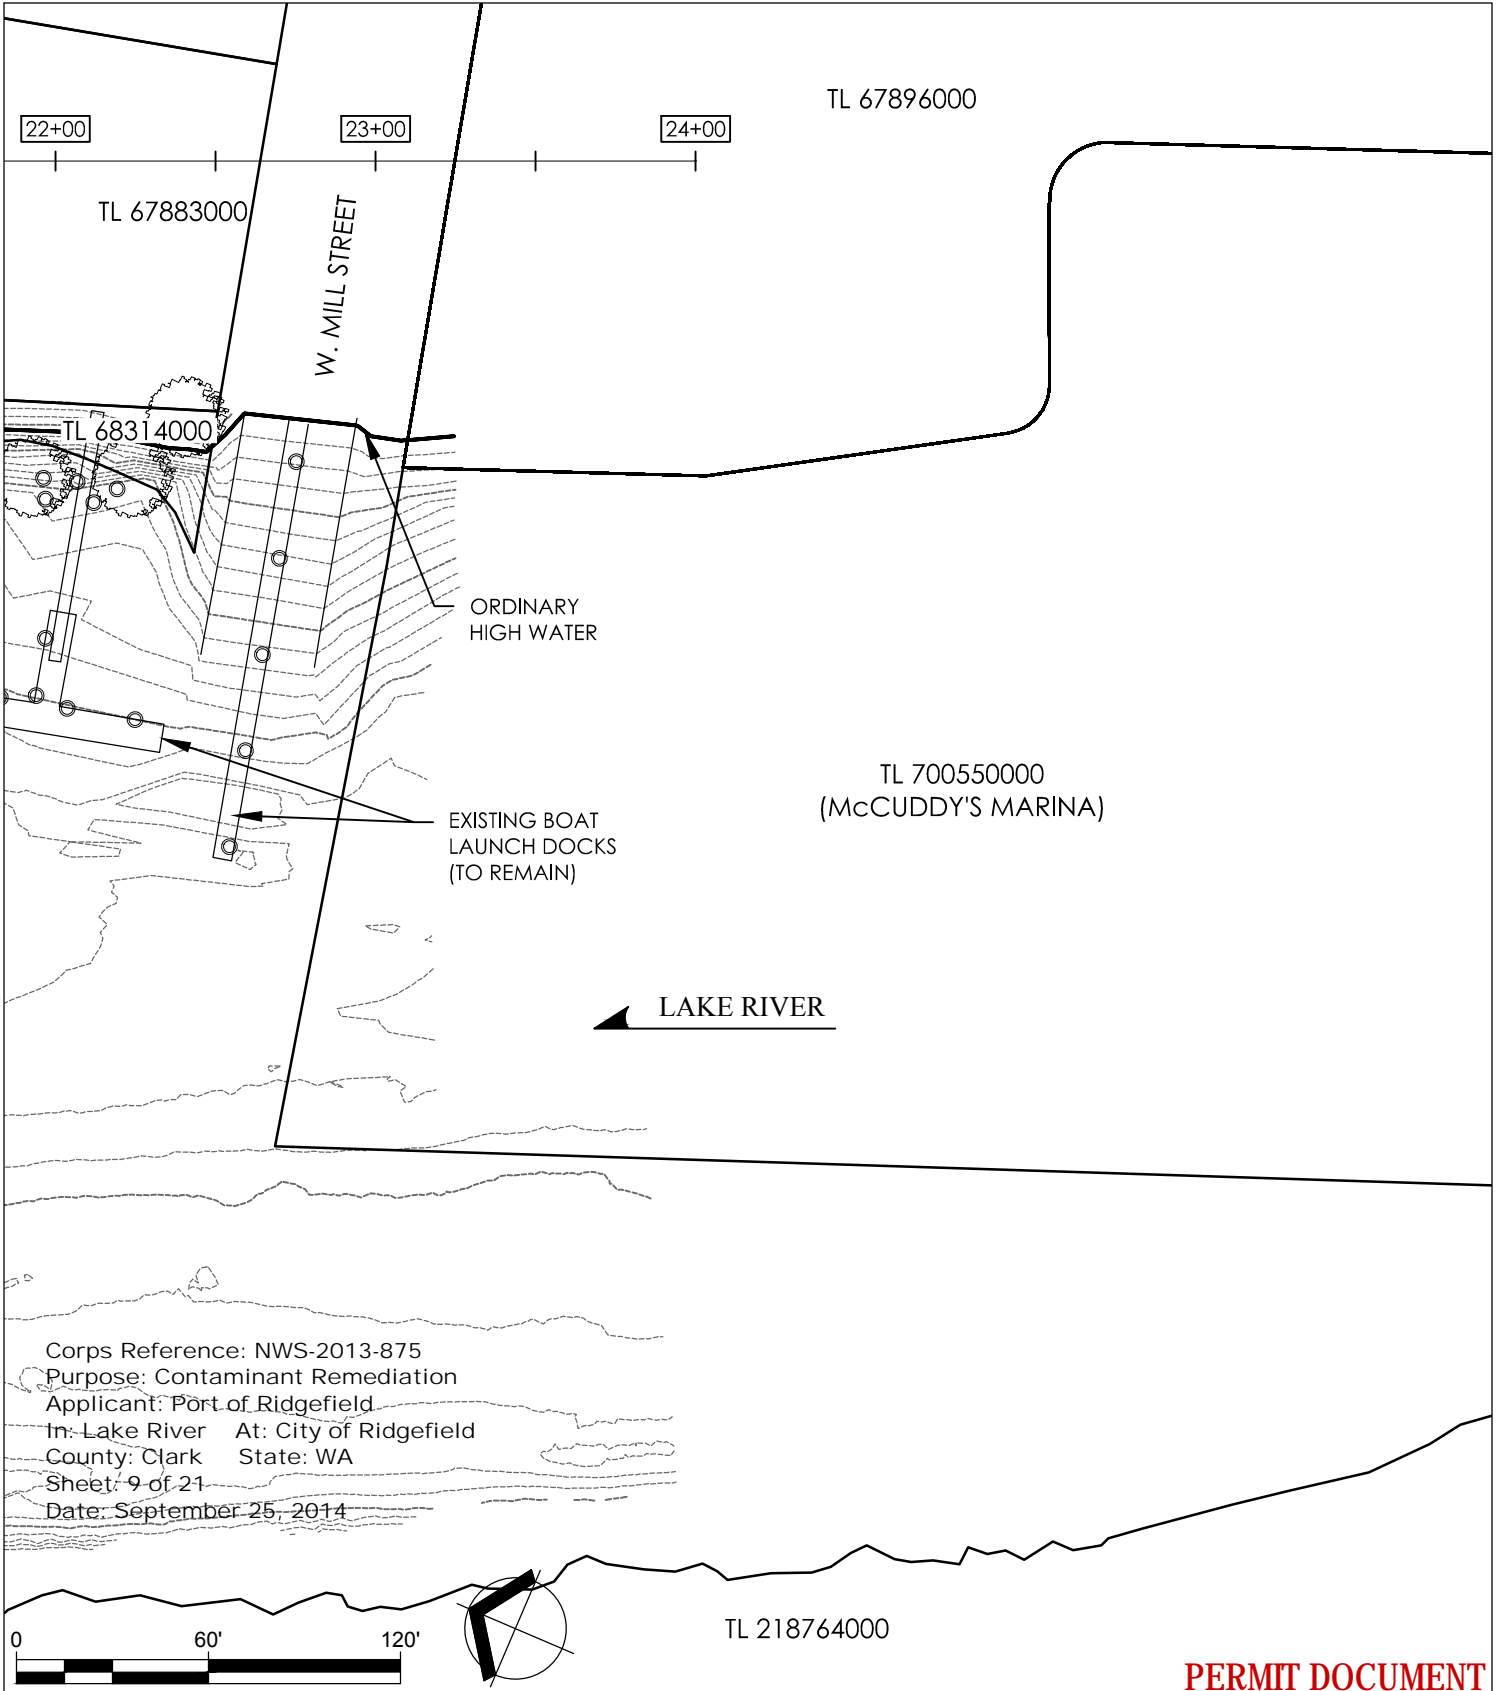 TL 67896000
22+00
23+00
24+00
TL 67883000
W. MILL STREET
TL 68314000
ORDINARY
HIGH WATER
TL 700550000
(McCUDDY'S MARINA)
EXISTING BOAT
LAUNCH DOCKS
(TO REMAIN)
LAKE RIVER
Corps Reference: NWS-2013-875
Purpose: Contaminant Remediation
Applicant: Port of Ridgefield
In: Lake River At: City of Ridgefield
County: Clark State: WA
Sheet: 9 of 21
Date: September 25, 2014
TL 218764000
0 60' 120'
PERMIT DOCUMENT